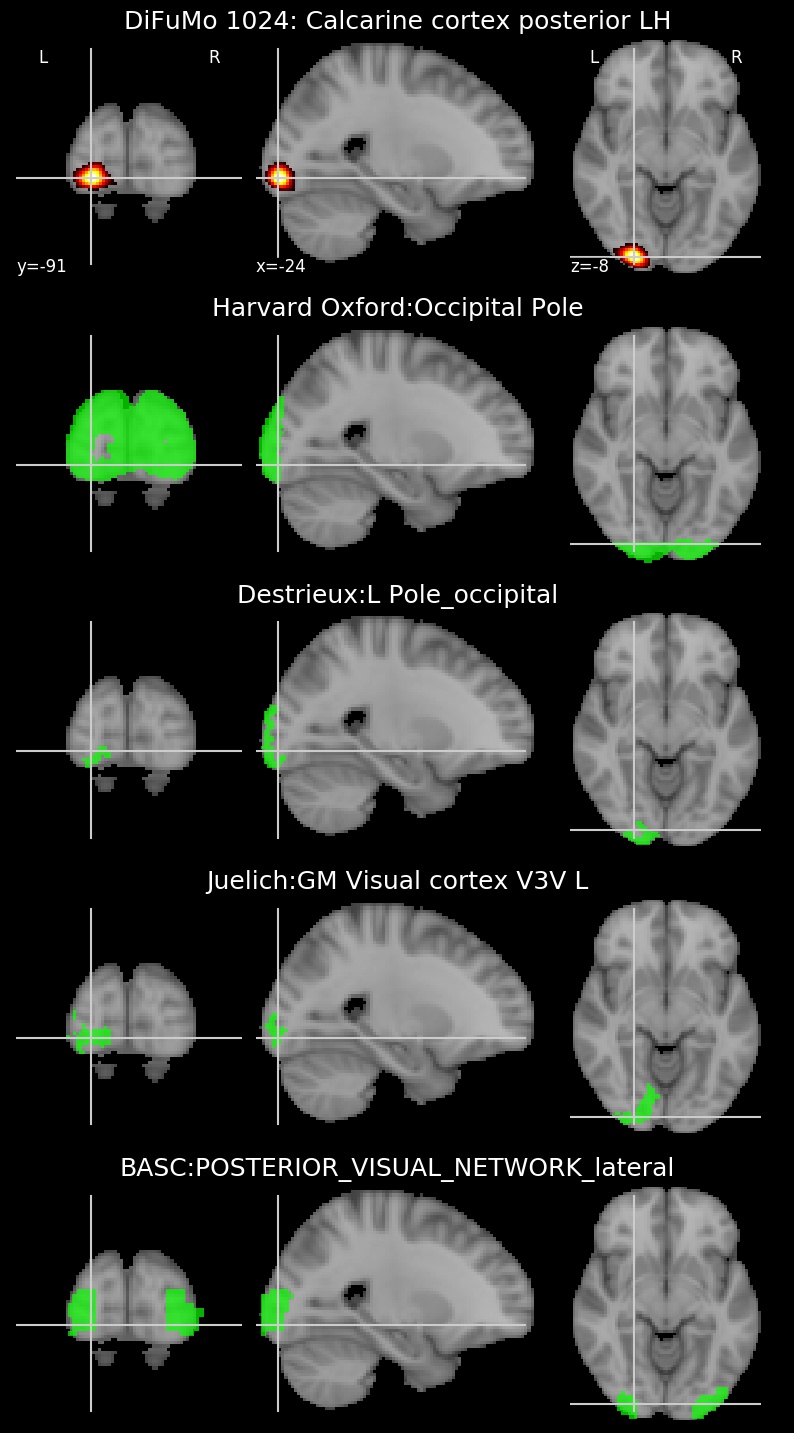 DiFuMo 1024: Calcarine cortex posterior LH
L R L R
y=-91 x=-24 z=-8
Harvard Oxford:Occipital Pole
Destrieux:L Pole_occipital
Juelich:GM Visual cortex V3V L
BASC:POSTERIOR_VISUAL_NETWORK_lateral